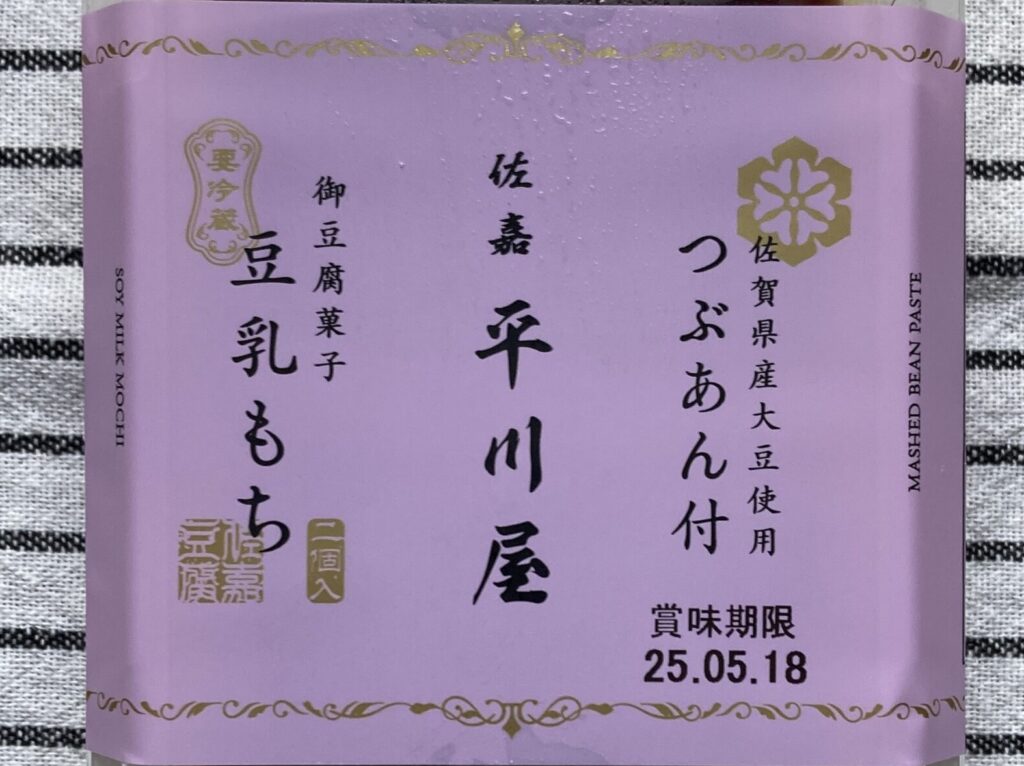 佐賀県産大豆使用
つぶあん付
佐嘉 平川屋
御豆腐菓子
豆乳もち
要冷蔵
二個入
佐嘉
豆腐
賞味期限
25.05.18
SOY MILK MOCHI
MASHED BEAN PASTE